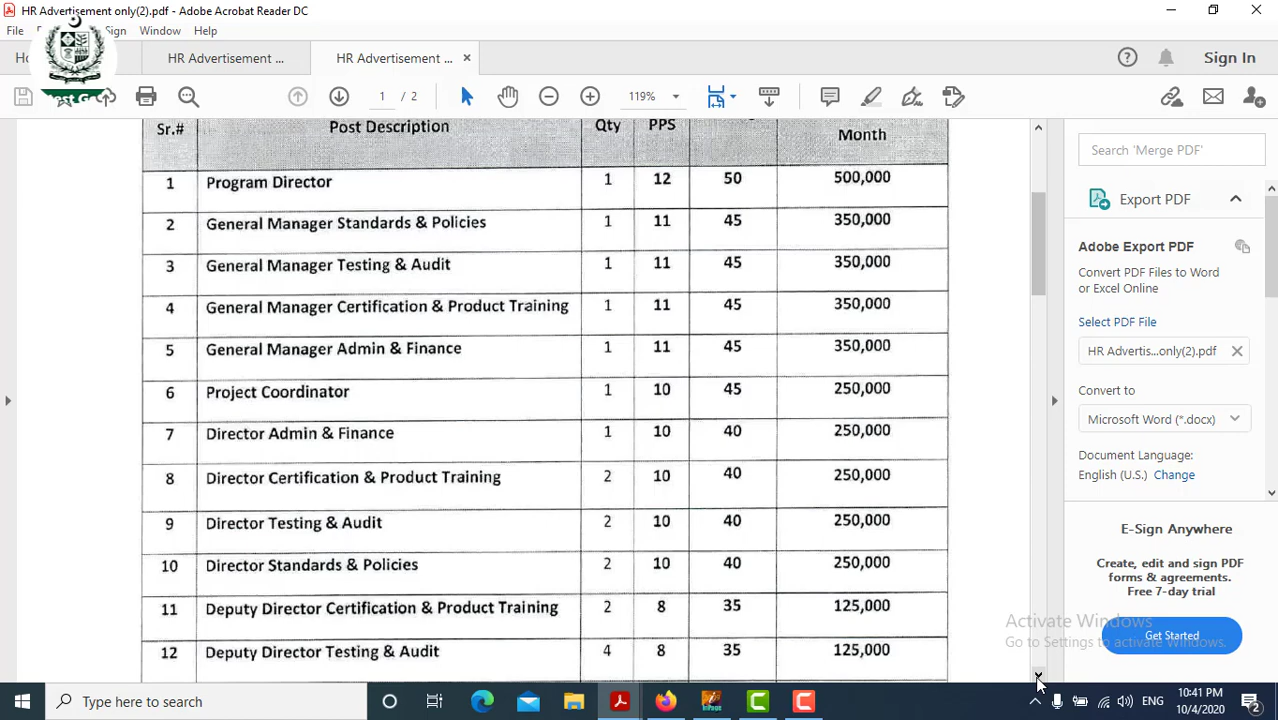 HR Advertisement only(2).pdf - Adobe Acrobat Reader DC
File Sign Window Help
HR Advertisement ... HR Advertisement ...
1 / 2 119% Sign In
Sr.# Post Description Qty PPS Month
1 Program Director 1 12 50 500,000
2 General Manager Standards & Policies 1 11 45 350,000
3 General Manager Testing & Audit 1 11 45 350,000
4 General Manager Certification & Product Training 1 11 45 350,000
5 General Manager Admin & Finance 1 11 45 350,000
6 Project Coordinator 1 10 45 250,000
7 Director Admin & Finance 1 10 40 250,000
8 Director Certification & Product Training 2 10 40 250,000
9 Director Testing & Audit 2 10 40 250,000
10 Director Standards & Policies 2 10 40 250,000
11 Deputy Director Certification & Product Training 2 8 35 125,000
12 Deputy Director Testing & Audit 4 8 35 125,000
Search 'Merge PDF'
Export PDF
Adobe Export PDF
Convert PDF Files to Word
or Excel Online
Select PDF File
HR Advertis...only(2).pdf
Convert to
Microsoft Word (*.docx)
Document Language:
English (U.S.) Change
E-Sign Anywhere
Create, edit and sign PDF
forms & agreements.
Free 7-day trial
Get Started
Activate Windows
Go to Settings to activate Windows.
Type here to search
ENG
10:41 PM
10/4/2020
2